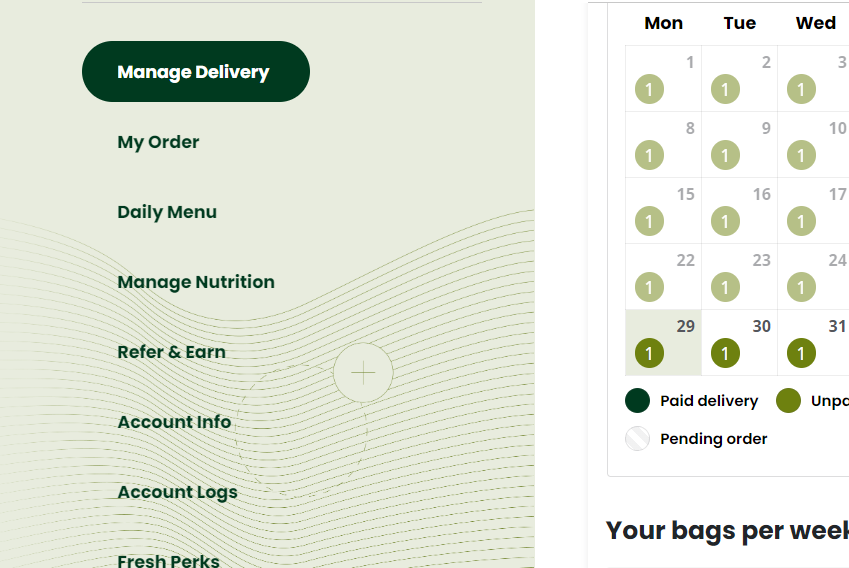 Manage Delivery
My Order
Daily Menu
Manage Nutrition
Refer & Earn
Account Info
Account Logs
Fresh Perks
Mon Tue Wed
1 2 3
1 1 1
8 9 10
1 1 1
15 16 17
1 1 1
22 23 24
1 1 1
29 30 31
1 1 1
Paid delivery Unpa
Pending order
Your bags per week